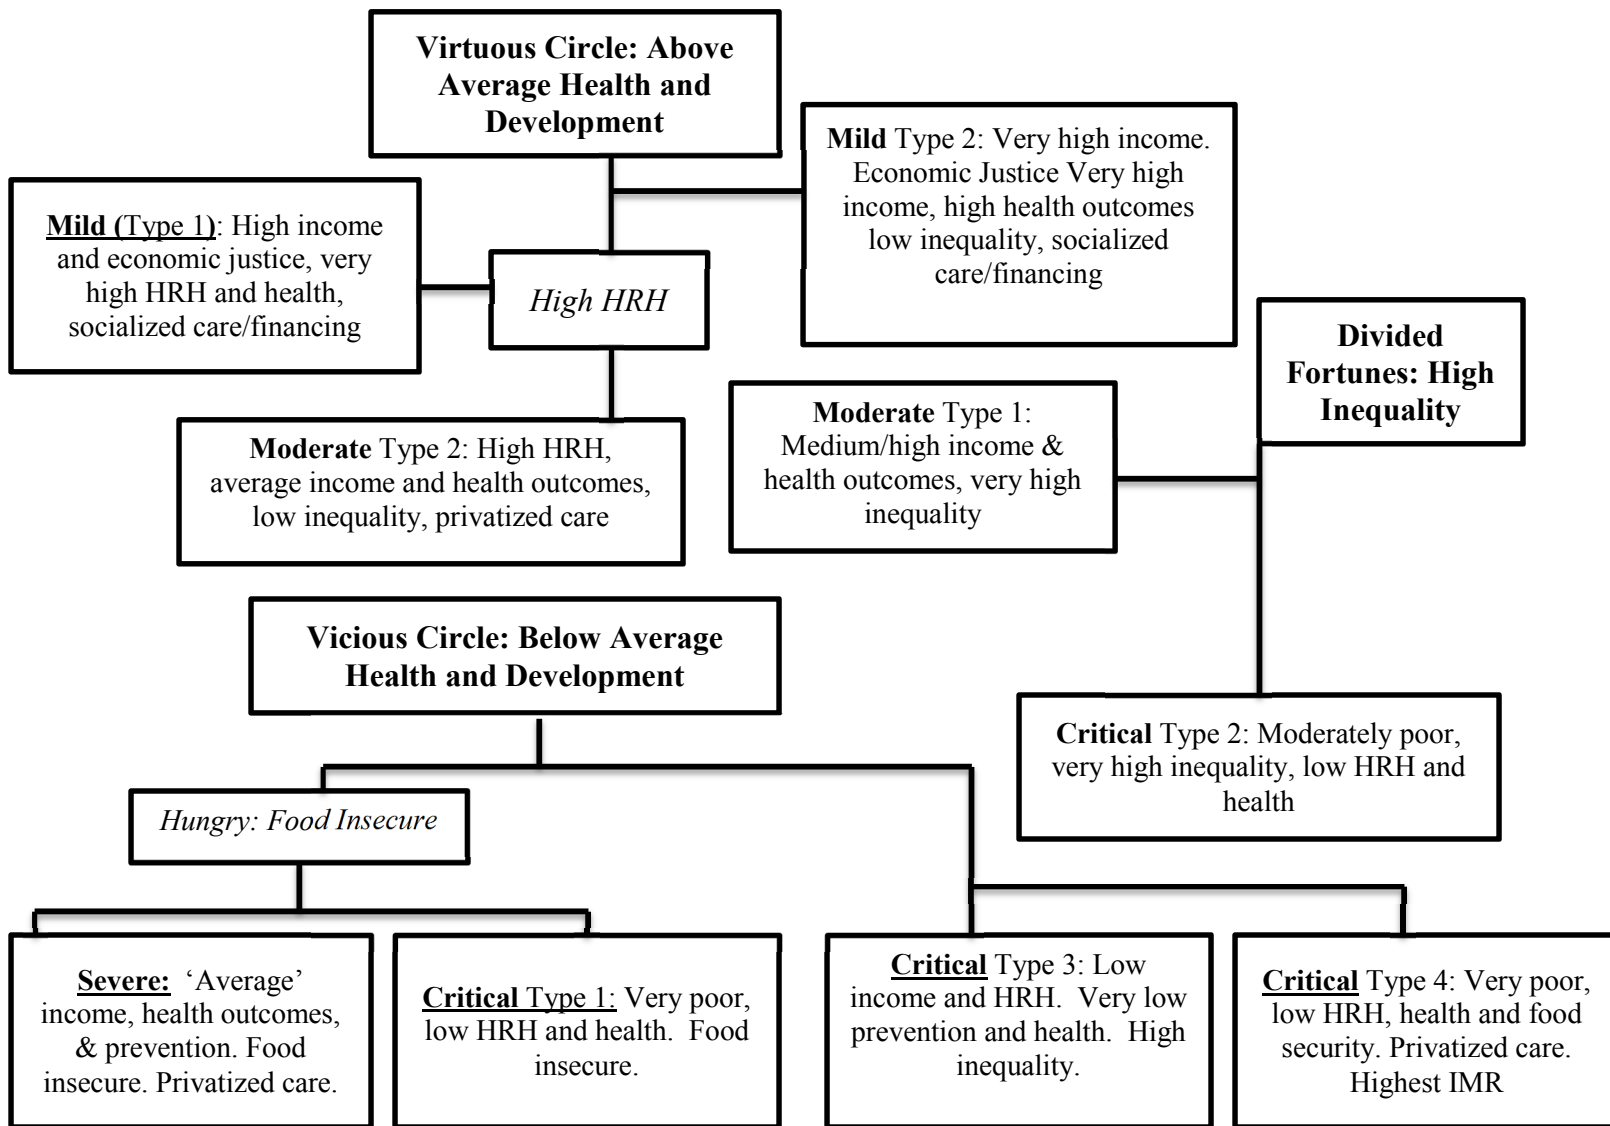 Virtuous Circle: Above
Average Health and
Development
Mild Type 2: Very high income.
Economic Justice Very high
income, high health outcomes
low inequality, socialized
care/financing
Mild (Type 1): High income
and economic justice, very
high HRH and health,
socialized care/financing
High HRH
Divided
Fortunes: High
Inequality
Moderate Type 2: High HRH,
average income and health outcomes,
low inequality, privatized care
Moderate Type 1:
Medium/high income &
health outcomes, very high
inequality
Vicious Circle: Below Average
Health and Development
Critical Type 2: Moderately poor,
very high inequality, low HRH and
health
Hungry: Food Insecure
Severe: ‘Average’
income, health outcomes,
& prevention. Food
insecure. Privatized care.
Critical Type 1: Very poor,
low HRH and health. Food
insecure.
Critical Type 3: Low
income and HRH. Very low
prevention and health. High
inequality.
Critical Type 4: Very poor,
low HRH, health and food
security. Privatized care.
Highest IMR